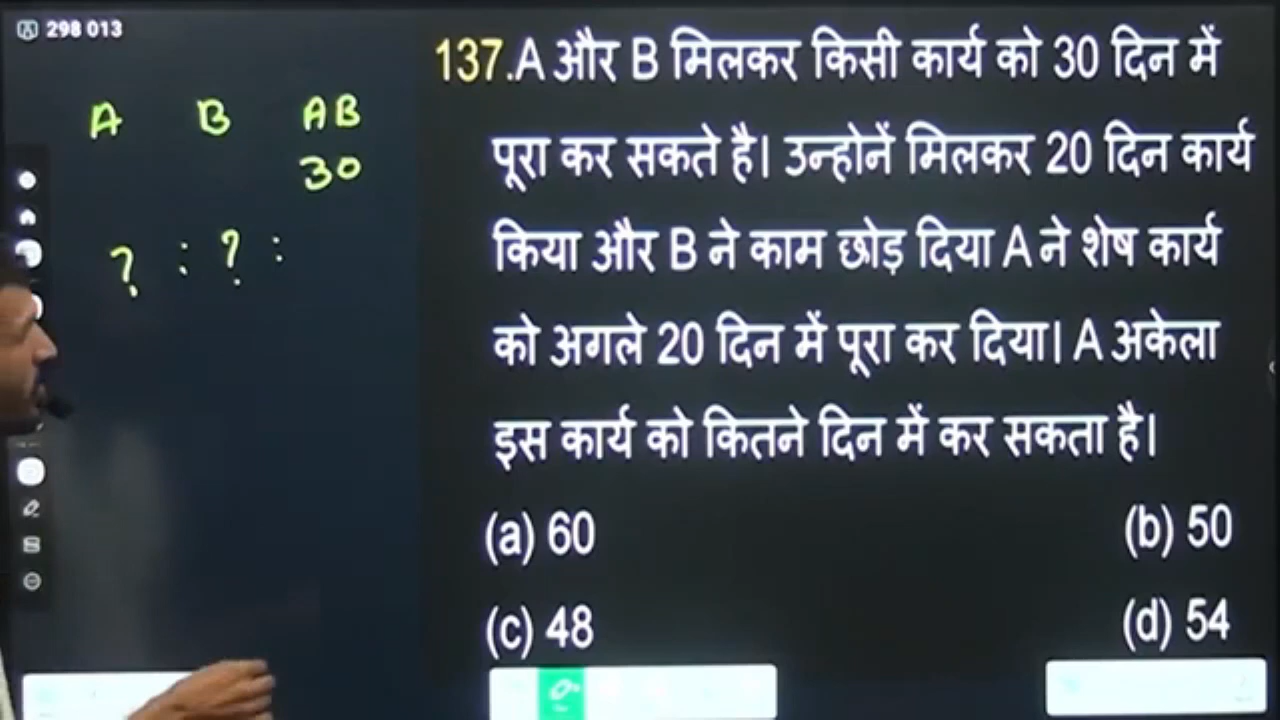 298 013
A B AB
30
? : ? :
137.A और B मिलकर किसी कार्य को 30 दिन में
पूरा कर सकते है। उन्होनें मिलकर 20 दिन कार्य
किया और B ने काम छोड़ दिया A ने शेष कार्य
को अगले 20 दिन में पूरा कर दिया। A अकेला
इस कार्य को कितने दिन में कर सकता है।
(a) 60 (b) 50
(c) 48 (d) 54